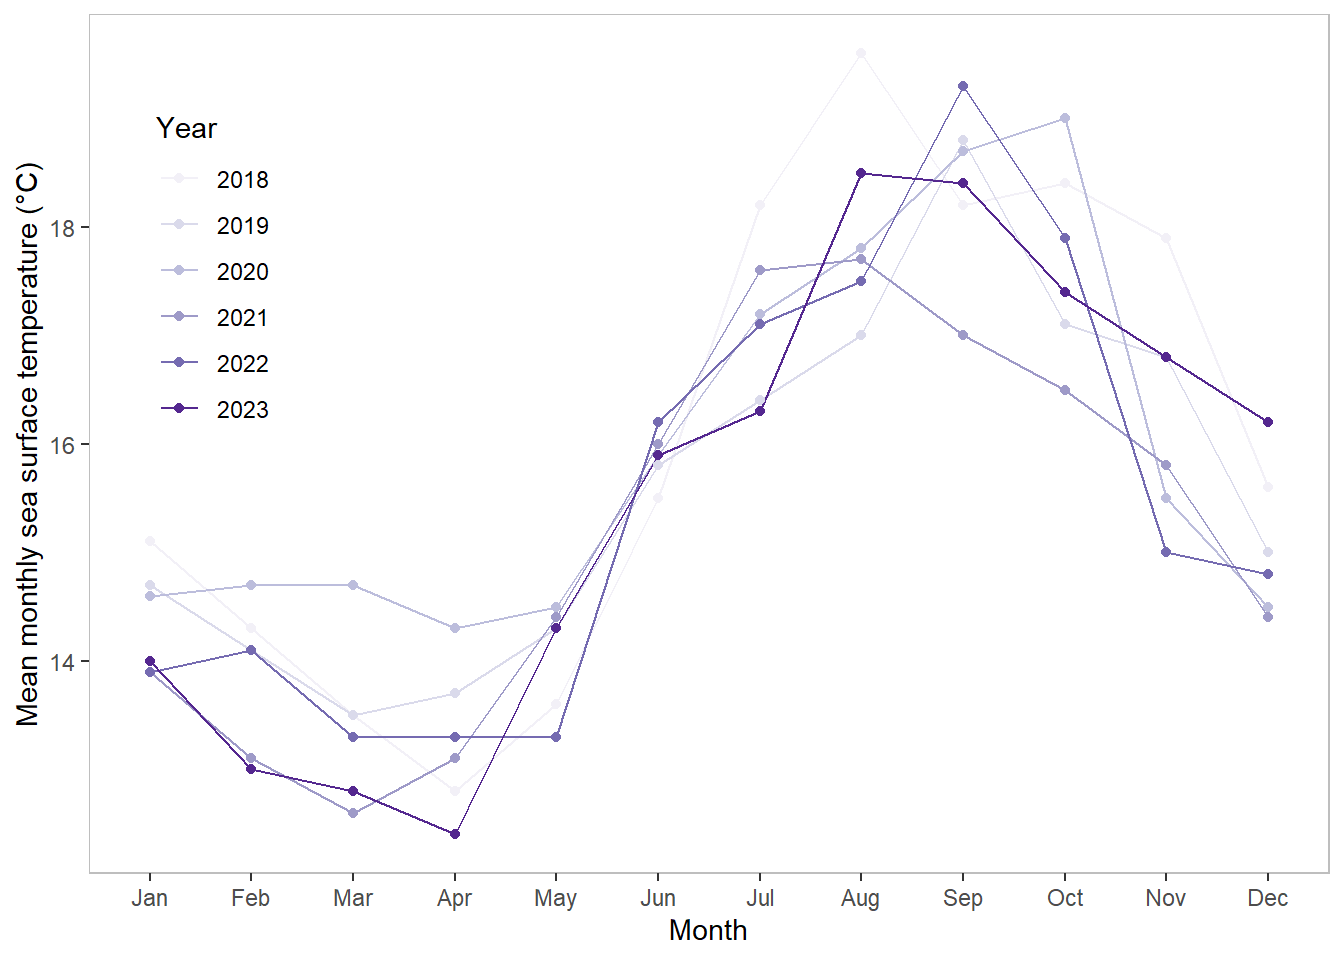 Year
2018
2019
2020
2021
2022
2023
Mean monthly sea surface temperature (°C)
18
16
14
Jan Feb Mar Apr May Jun Jul Aug Sep Oct Nov Dec
Month